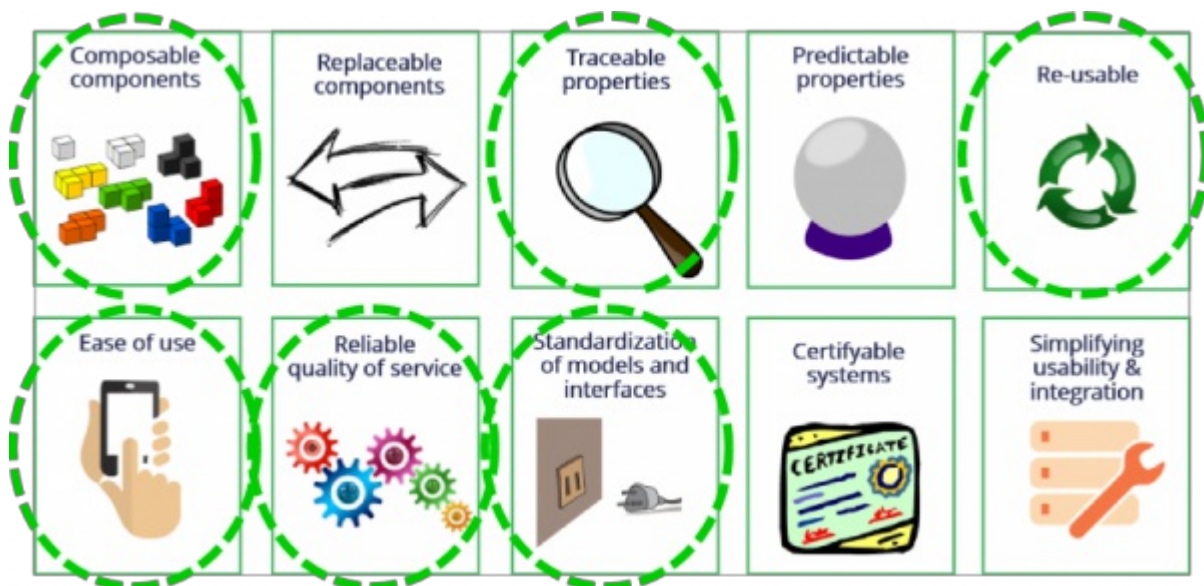 Composable
components
Replaceable
components
Traceable
properties
Predictable
properties
Re-usable
Ease of use
Reliable
quality of service
Standardization
of models and
interfaces
Certifyable
systems
CERTIFICATE
Simplifying
usability &
integration